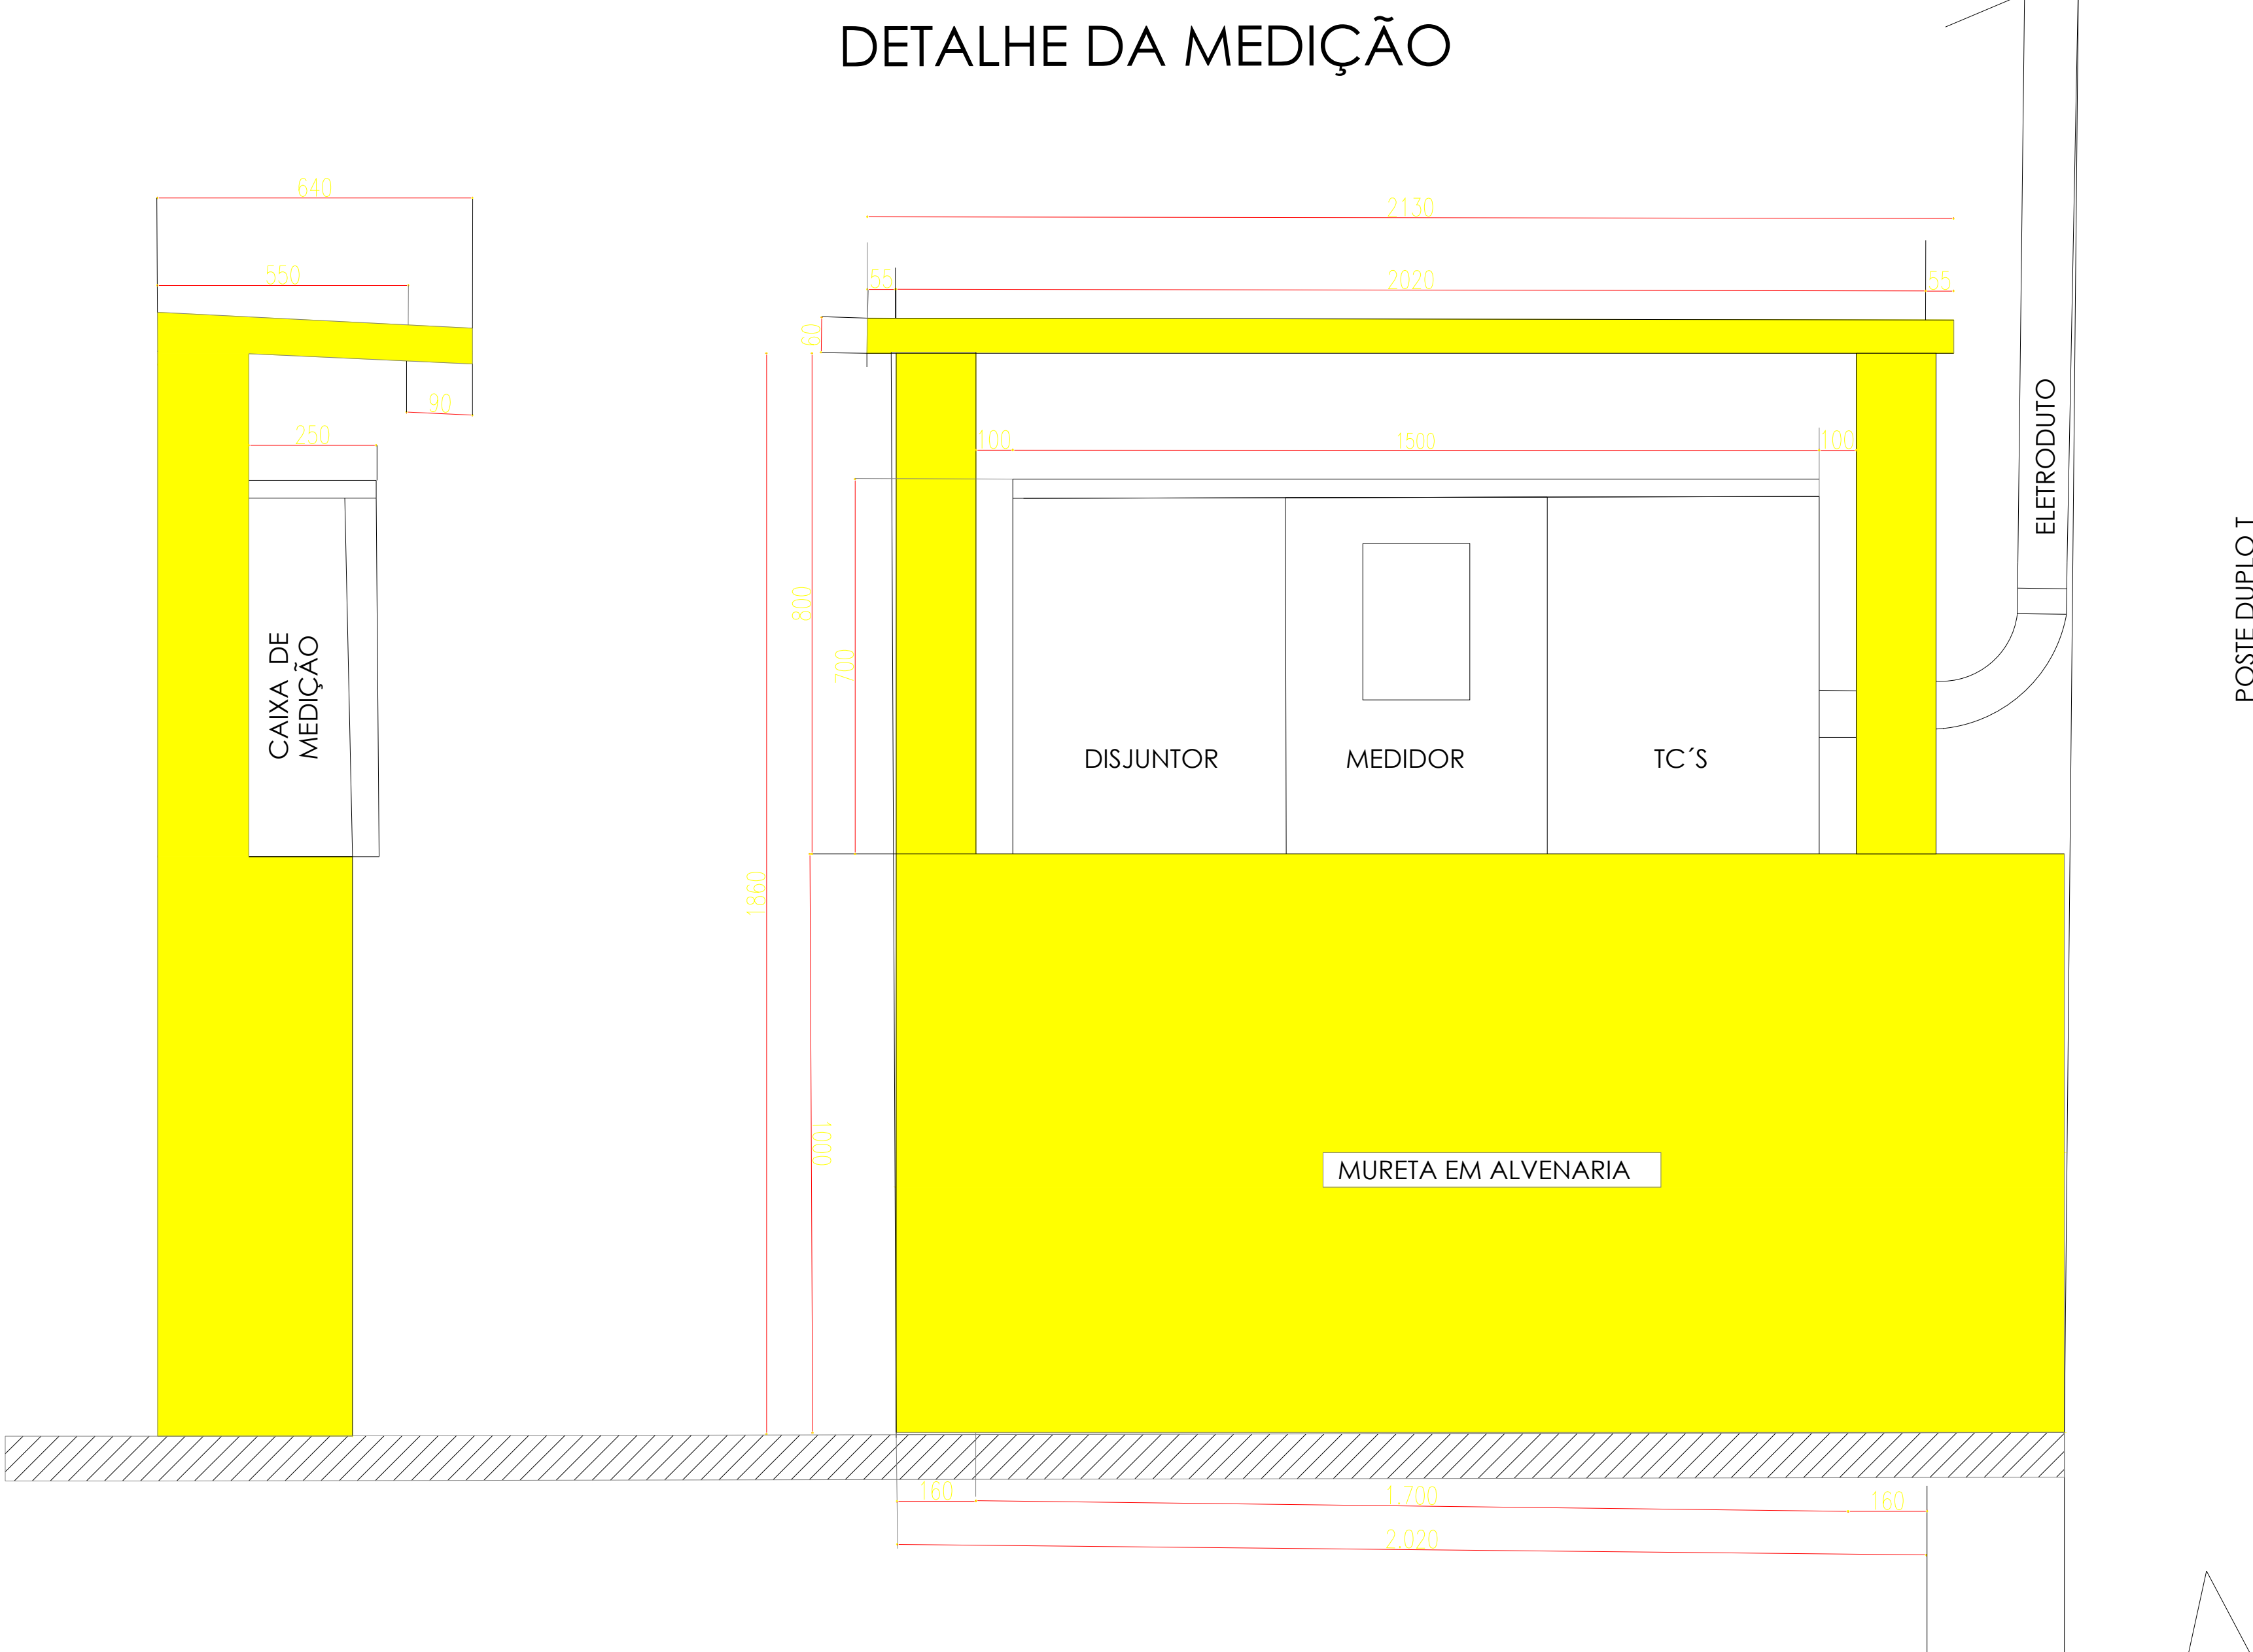 DETALHE DA MEDIÇÃO
640
550
90
250
CAIXA DE
MEDIÇÃO
2130
55
2020
55
60
100
1500
100
800
700
1860
1000
DISJUNTOR
MEDIDOR
TC´S
ELETRODUTO
POSTE DUPLO T
MURETA EM ALVENARIA
160
1.700
160
2.020